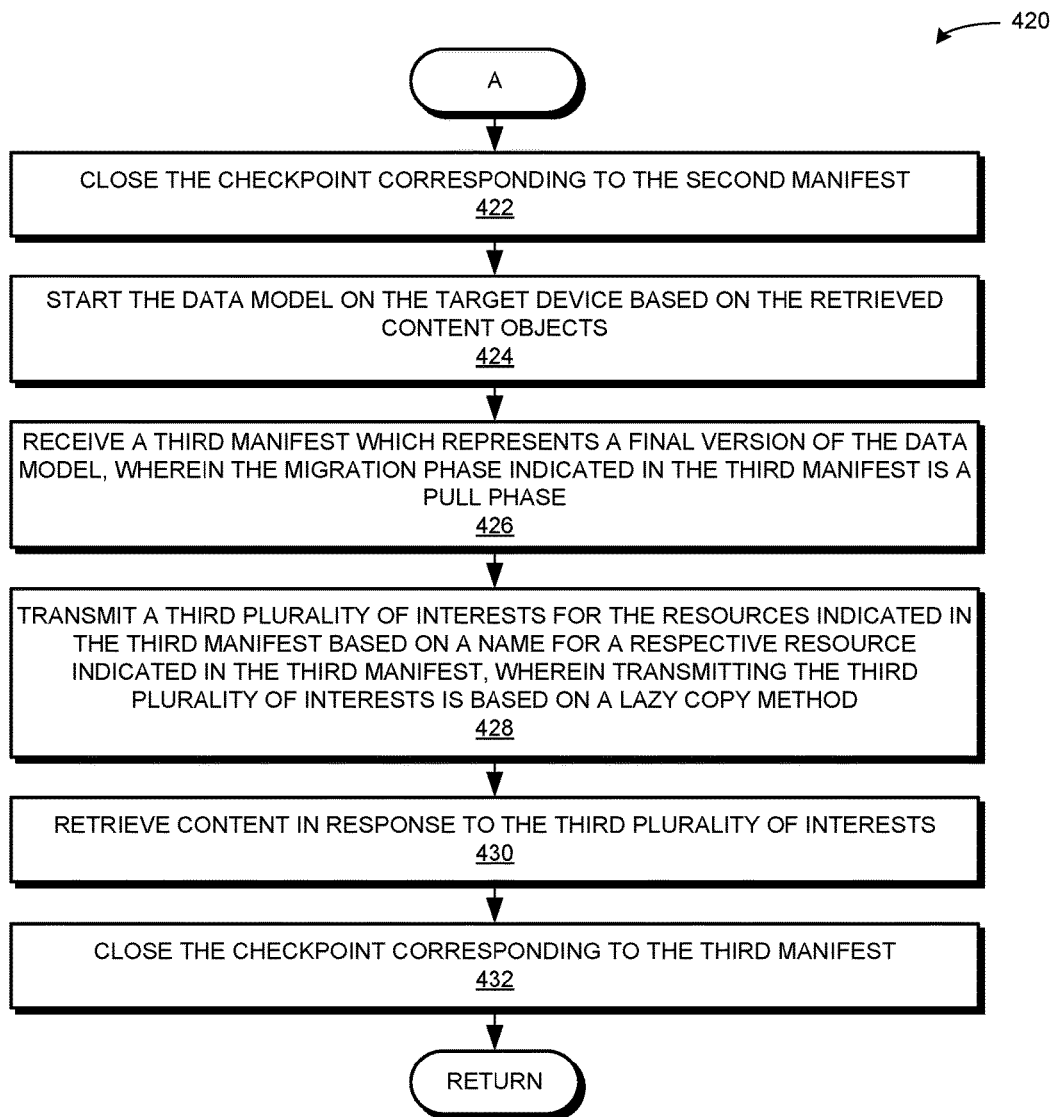 420
A
CLOSE THE CHECKPOINT CORRESPONDING TO THE SECOND MANIFEST
422
START THE DATA MODEL ON THE TARGET DEVICE BASED ON THE RETRIEVED
CONTENT OBJECTS
424
RECEIVE A THIRD MANIFEST WHICH REPRESENTS A FINAL VERSION OF THE DATA
MODEL, WHEREIN THE MIGRATION PHASE INDICATED IN THE THIRD MANIFEST IS A
PULL PHASE
426
TRANSMIT A THIRD PLURALITY OF INTERESTS FOR THE RESOURCES INDICATED IN
THE THIRD MANIFEST BASED ON A NAME FOR A RESPECTIVE RESOURCE
INDICATED IN THE THIRD MANIFEST, WHEREIN TRANSMITTING THE THIRD
PLURALITY OF INTERESTS IS BASED ON A LAZY COPY METHOD
428
RETRIEVE CONTENT IN RESPONSE TO THE THIRD PLURALITY OF INTERESTS
430
CLOSE THE CHECKPOINT CORRESPONDING TO THE THIRD MANIFEST
432
RETURN